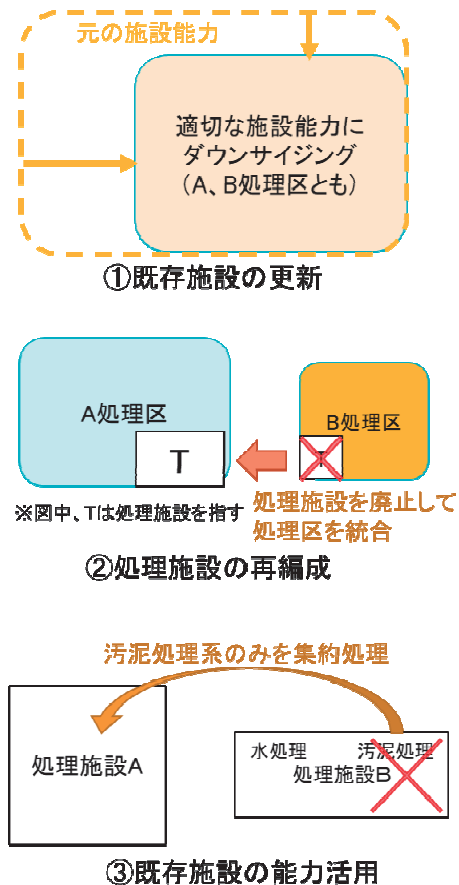 元の施設能力
適切な施設能力に
ダウンサイジング
（A、B処理区とも）
①既存施設の更新
A処理区
T
B処理区
T
※図中、Tは処理施設を指す
処理施設を廃止して
処理区を統合
②処理施設の再編成
汚泥処理系のみを集約処理
処理施設A
水処理 汚泥処理
処理施設B
③既存施設の能力活用